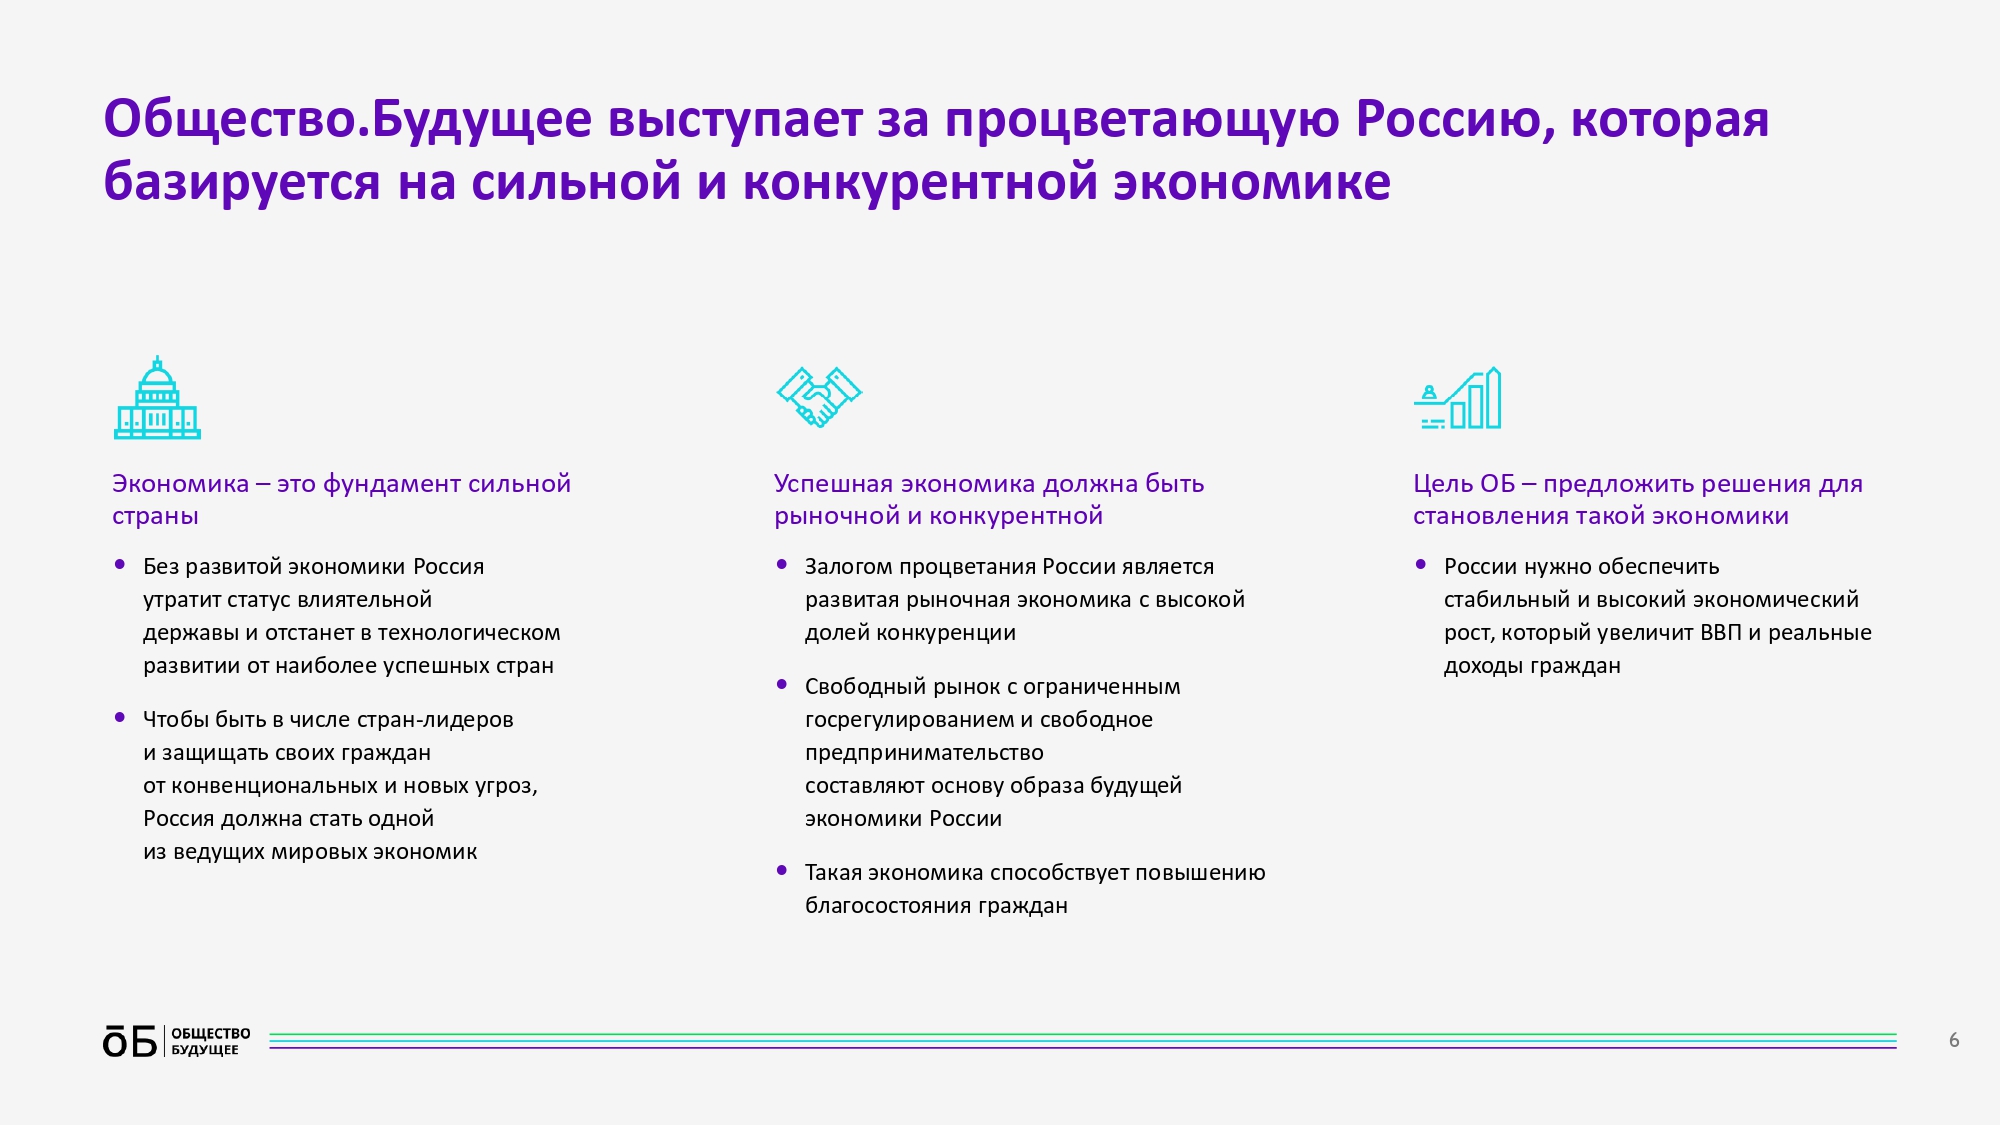 Общество.Будущее выступает за процветающую Россию, которая
базируется на сильной и конкурентной экономике
Экономика – это фундамент сильной
страны
• Без развитой экономики Россия
утратит статус влиятельной
державы и отстанет в технологическом
развитии от наиболее успешных стран
• Чтобы быть в числе стран-лидеров
и защищать своих граждан
от конвенциональных и новых угроз,
Россия должна стать одной
из ведущих мировых экономик
Успешная экономика должна быть
рыночной и конкурентной
• Залогом процветания России является
развитая рыночная экономика с высокой
долей конкуренции
• Свободный рынок с ограниченным
госрегулированием и свободное
предпринимательство
составляют основу образа будущей
экономики России
• Такая экономика способствует повышению
благосостояния граждан
Цель ОБ – предложить решения для
становления такой экономики
• России нужно обеспечить
стабильный и высокий экономический
рост, который увеличит ВВП и реальные
доходы граждан
ōБ
ОБЩЕСТВО
БУДУЩЕЕ
6